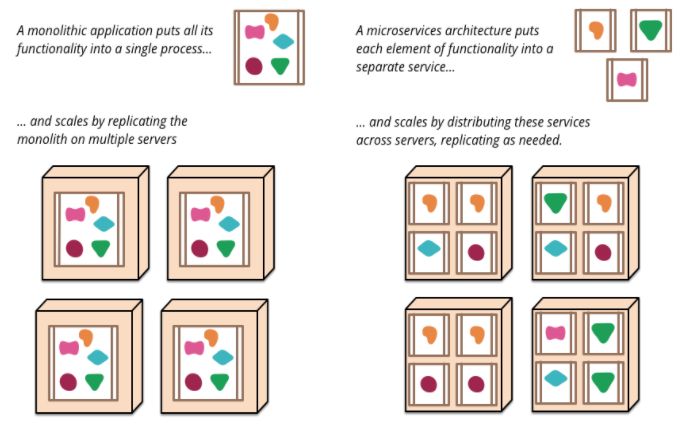 A monolithic application puts all its
functionality into a single process...
... and scales by replicating the
monolith on multiple servers
A microservices architecture puts
each element of functionality into a
separate service...
... and scales by distributing these services
across servers, replicating as needed.